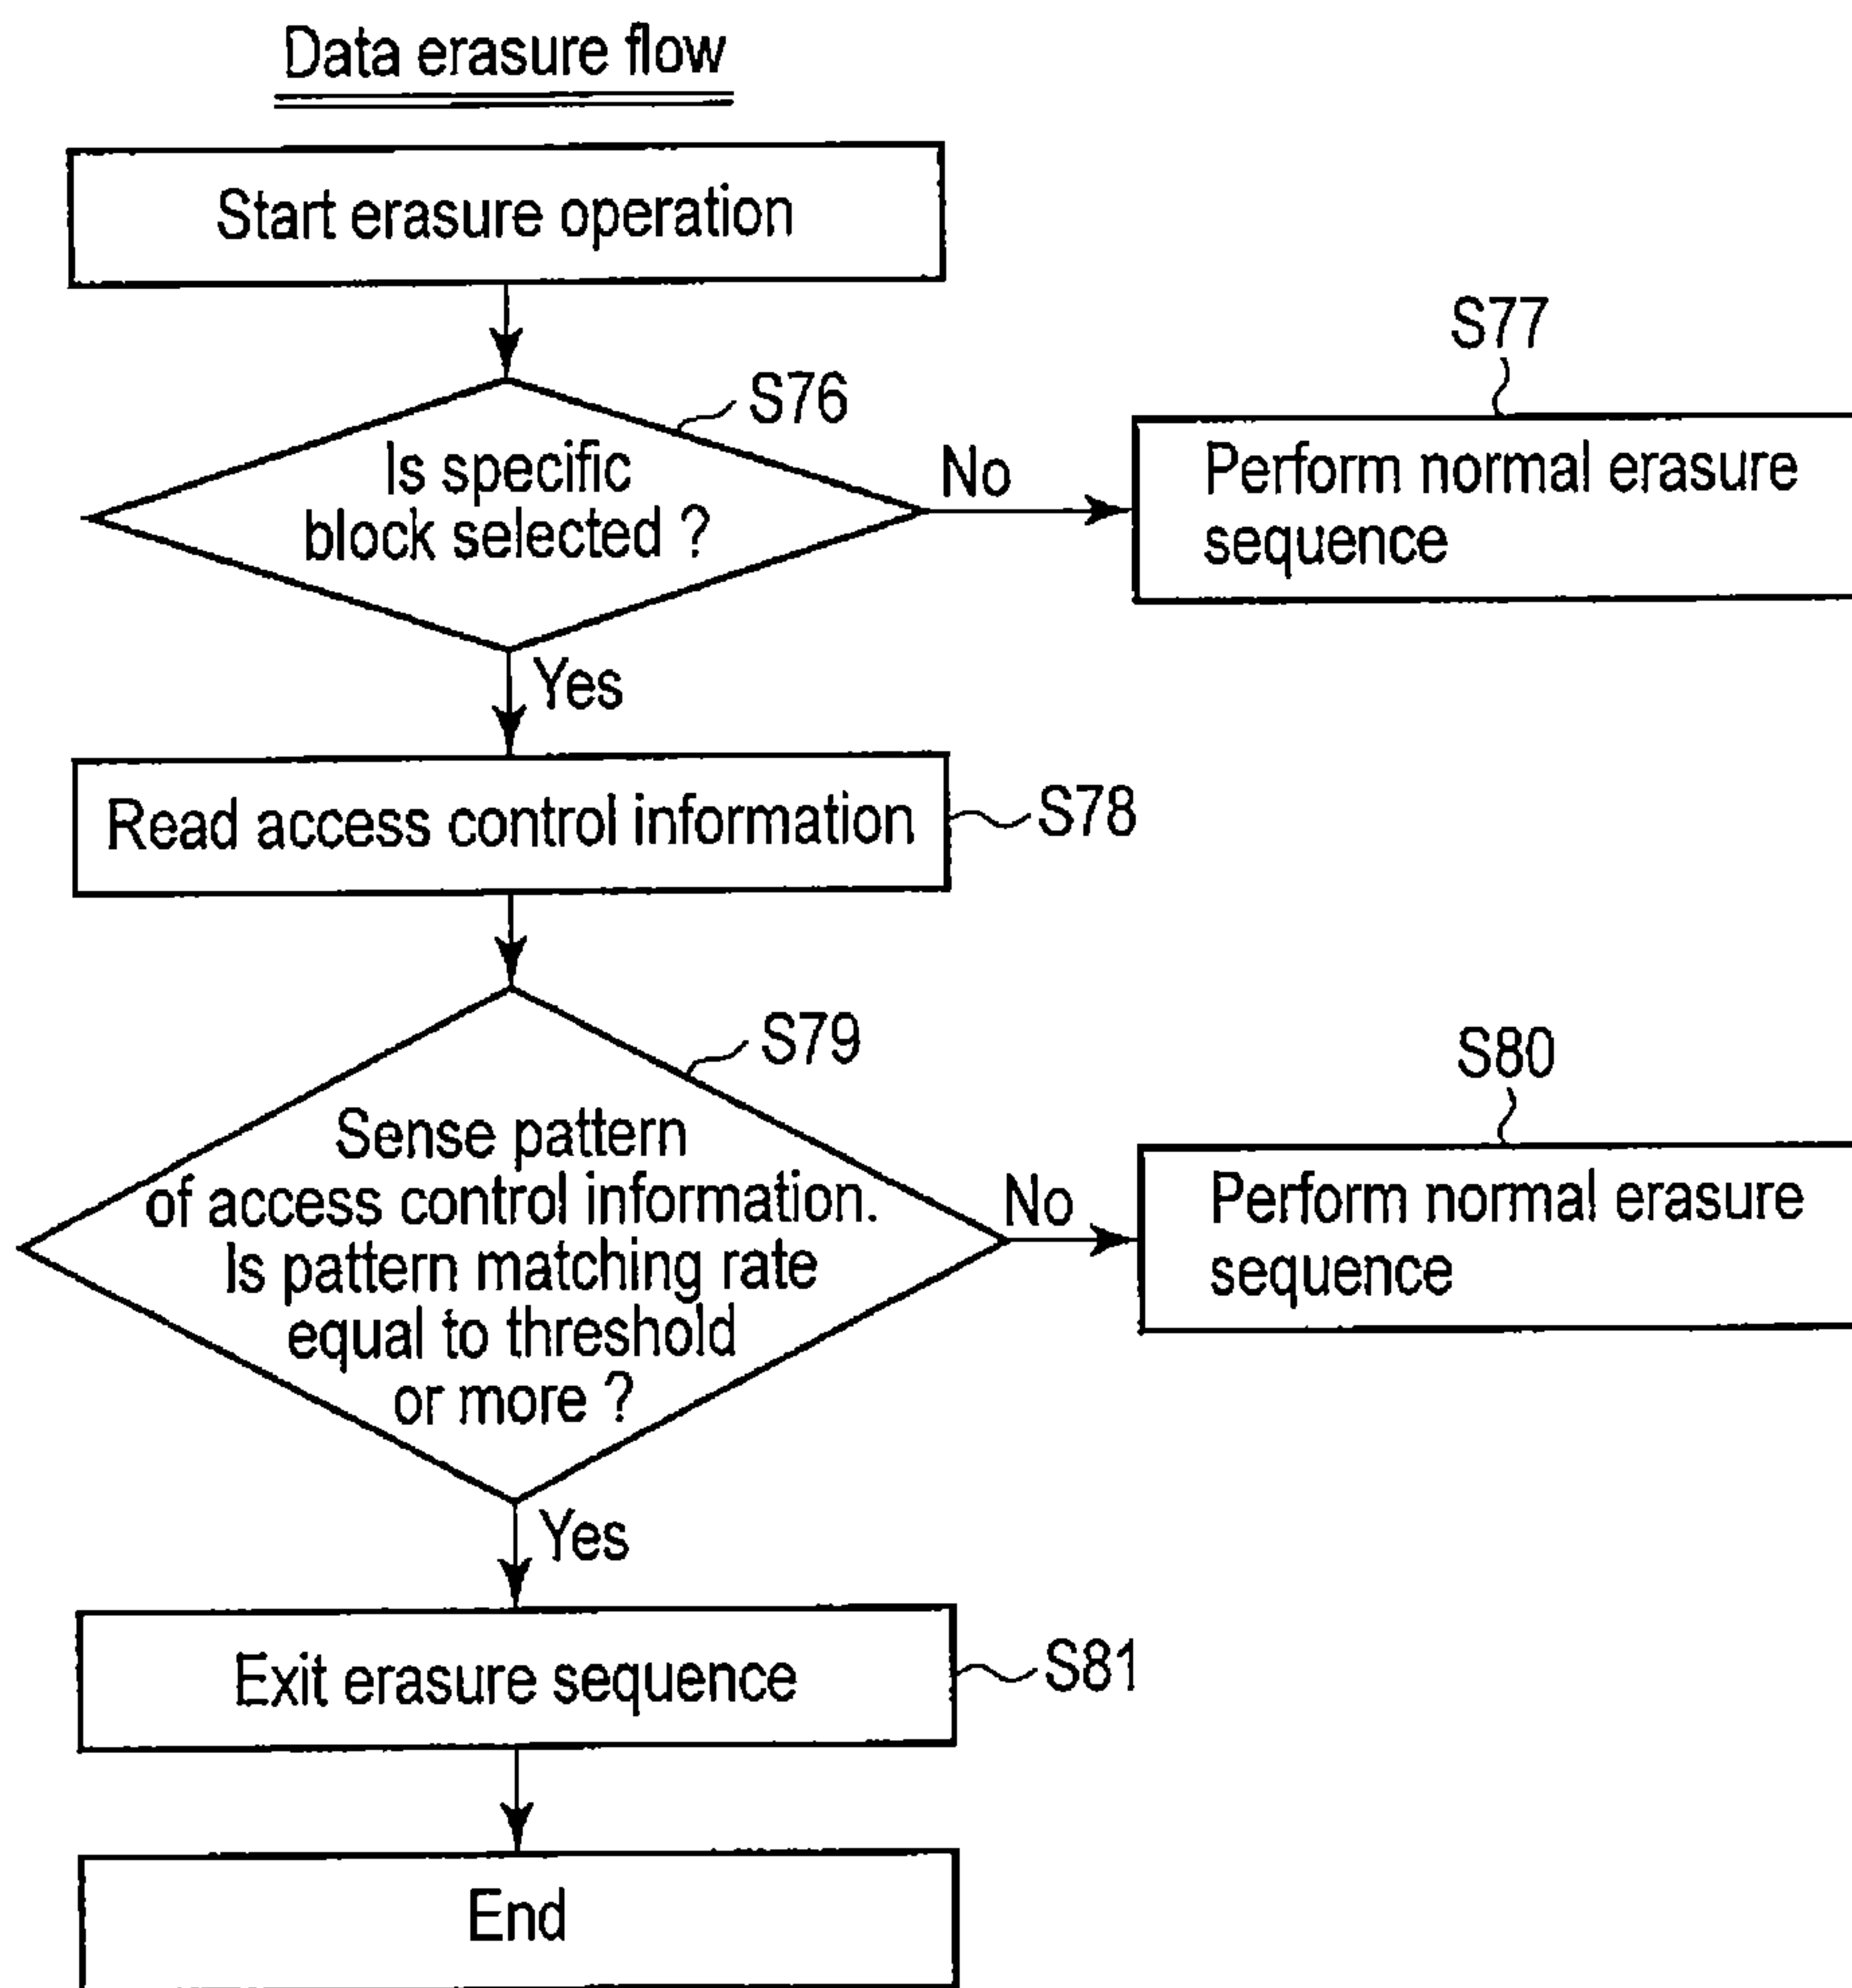 Data erasure flow
Start erasure operation
S76
Is specific
block selected ?
No
S77
Perform normal erasure
sequence
Yes
Read access control information
S78
S79
Sense pattern
of access control information.
Is pattern matching rate
equal to threshold
or more ?
No
S80
Perform normal erasure
sequence
Yes
Exit erasure sequence
S81
End